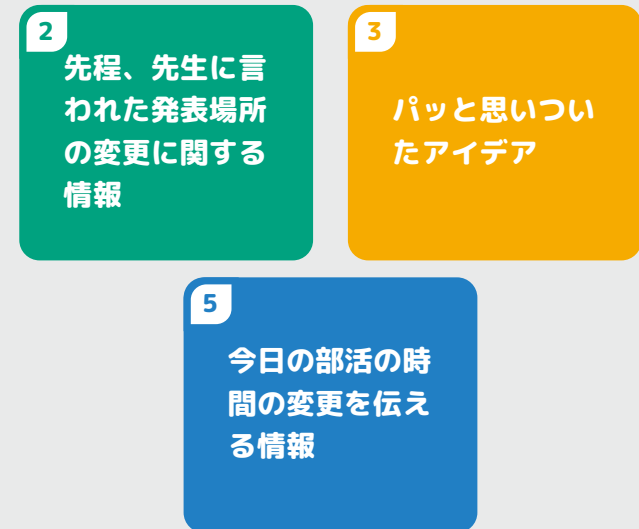 2
先程、先生に言
われた発表場所
の変更に関する
情報
3
パッと思いつい
たアイデア
5
今日の部活の時
間の変更を伝え
る情報